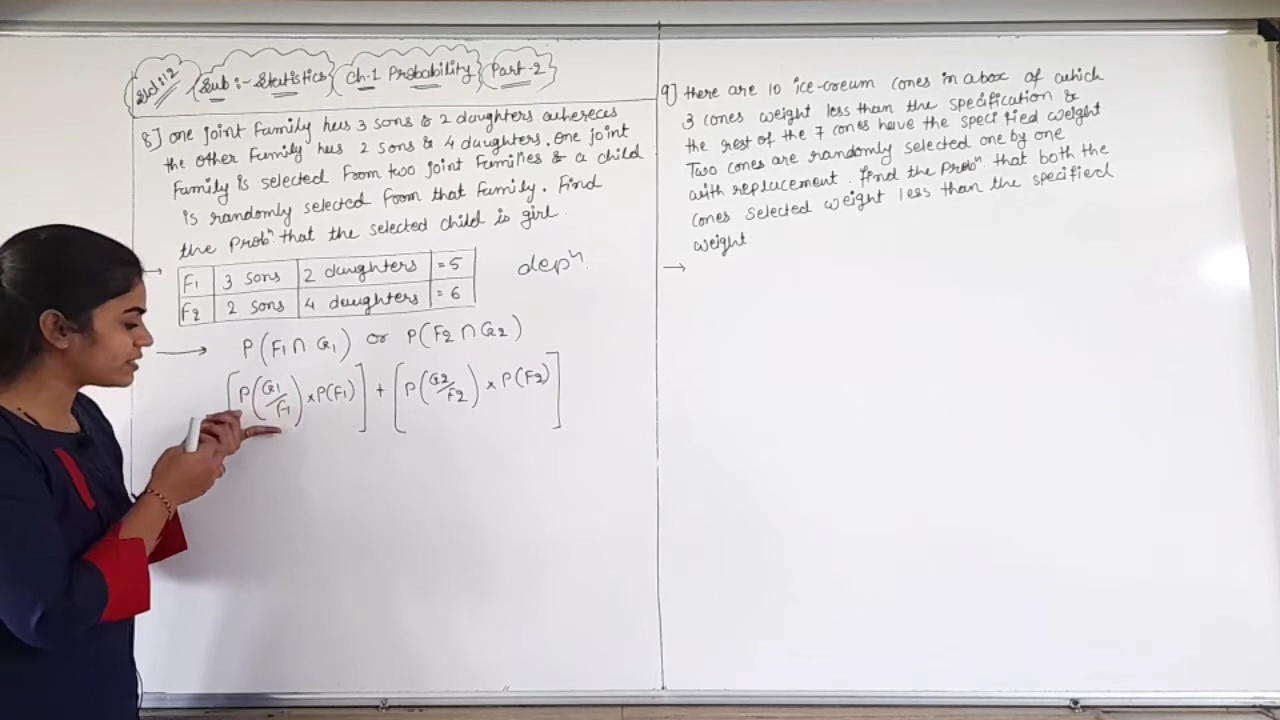 Std:12 Sub:- Statistics Ch-1 Probability Part-2
8] One joint Family hus 3 sons & 2 daughters whereas
the other Family hus 2 sons & 4 daughters. One joint
Family is selected from two joint Families & a child
is randomly selected from that Family. Find
the Probⁿ. that the selected child is girl.
→
F1 3 sons 2 daughters = 5
F2 2 sons 4 daughters = 6
depⁿ.
→ P(F1 ∩ G1) or P(F2 ∩ G2)
[P(G1/F1) × P(F1)] + [P(G2/F2) × P(F2)]
9] there are 10 ice-cream cones in a box of which
3 cones weight less than the specification &
the rest of the 7 cones have the specified weight
Two cones are randomly selected one by one
with replacement. find the Probⁿ that both the
cones selected weight less than the specified
weight.
→